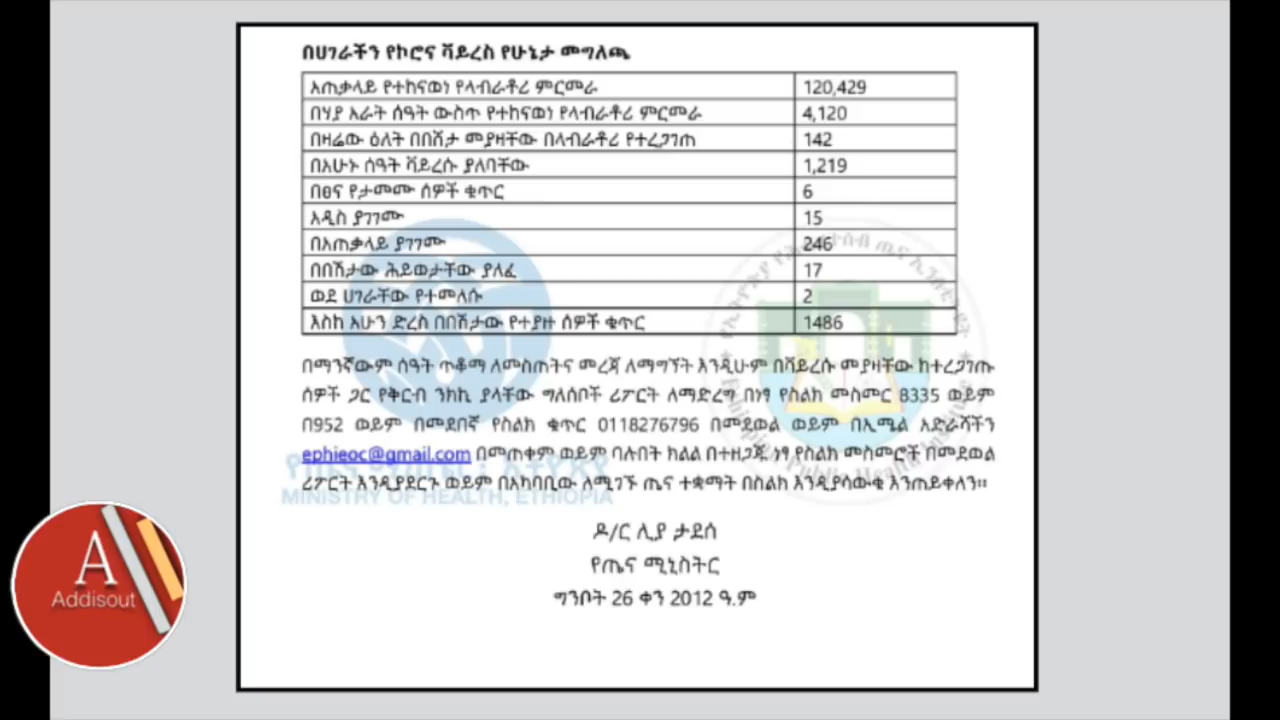 በሀገራችን የኮሮና ቫይረስ የሁኔታ መግለጫ
አጠቃላይ የተከናወነ የላብራቶሪ ምርመራ 120,429
በሃያ አራት ሰዓት ውስጥ የተከናወነ የላብራቶሪ ምርመራ 4,120
በዛሬው ዕለት በበሽታ መያዛቸው በላብራቶሪ የተረጋገጠ 142
በአሁኑ ሰዓት ቫይረሱ ያለባቸው 1,219
በፀና የታመሙ ሰዎች ቁጥር 6
አዲስ ያገገሙ 15
በአጠቃላይ ያገገሙ 246
በበሽታው ሕይወታቸው ያለፈ 17
ወደ ሀገራቸው የተመለሱ 2
እስከ አሁን ድረስ በበሽታው የተያዙ ሰዎች ቁጥር 1486
በማንኛውም ሰዓት ጥቆማ ለመስጠትና መረጃ ለማግኘት እንዲሁም በቫይረሱ መያዛቸው ከተረጋገጡ
ሰዎች ጋር የቅርብ ንክኪ ያላቸው ግለሰቦች ሪፖርት ለማድረግ በነፃ የስልክ መስመር 8335 ወይም
በ952 ወይም በመደበኛ የስልክ ቁጥር 0118276796 በመደወል ወይም በኢሜል አድራሻችን
ephieoc@gmail.com በመጠቀም ወይም ባሉበት ክልል በተዘጋጁ ነፃ የስልክ መስመሮች በመደወል
ሪፖርት እንዲያደርጉ ወይም በአካባቢው ለሚገኙ ጤና ተቋማት በስልክ እንዲያሳውቁ እንጠይቀለን።
MINISTRY OF HEALTH, ETHIOPIA
Ethiopian Public Health Institute
ዶ/ር ሊያ ታደሰ
የጤና ሚኒስትር
ግንቦት 26 ቀን 2012 ዓ.ም
A
Addisout